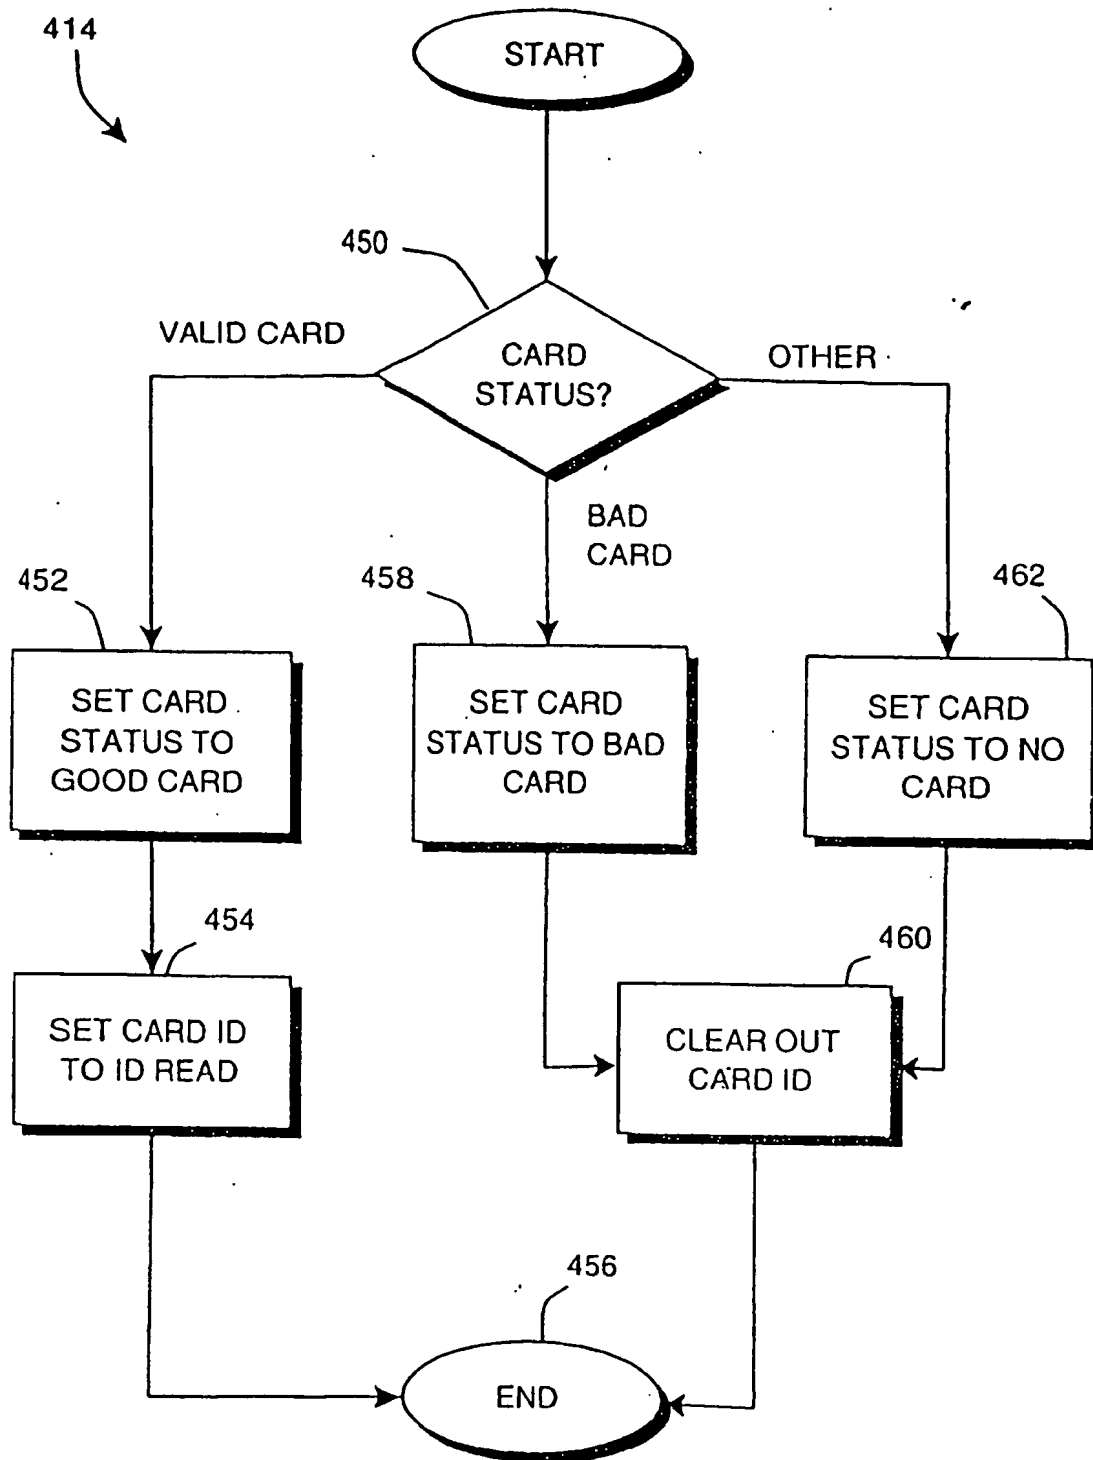 414
START
450
VALID CARD
CARD
STATUS?
OTHER
BAD
CARD
452
458
462
SET CARD
STATUS TO
GOOD CARD
SET CARD
STATUS TO BAD
CARD
SET CARD
STATUS TO NO
CARD
454
460
SET CARD ID
TO ID READ
CLEAR OUT
CARD ID
456
END